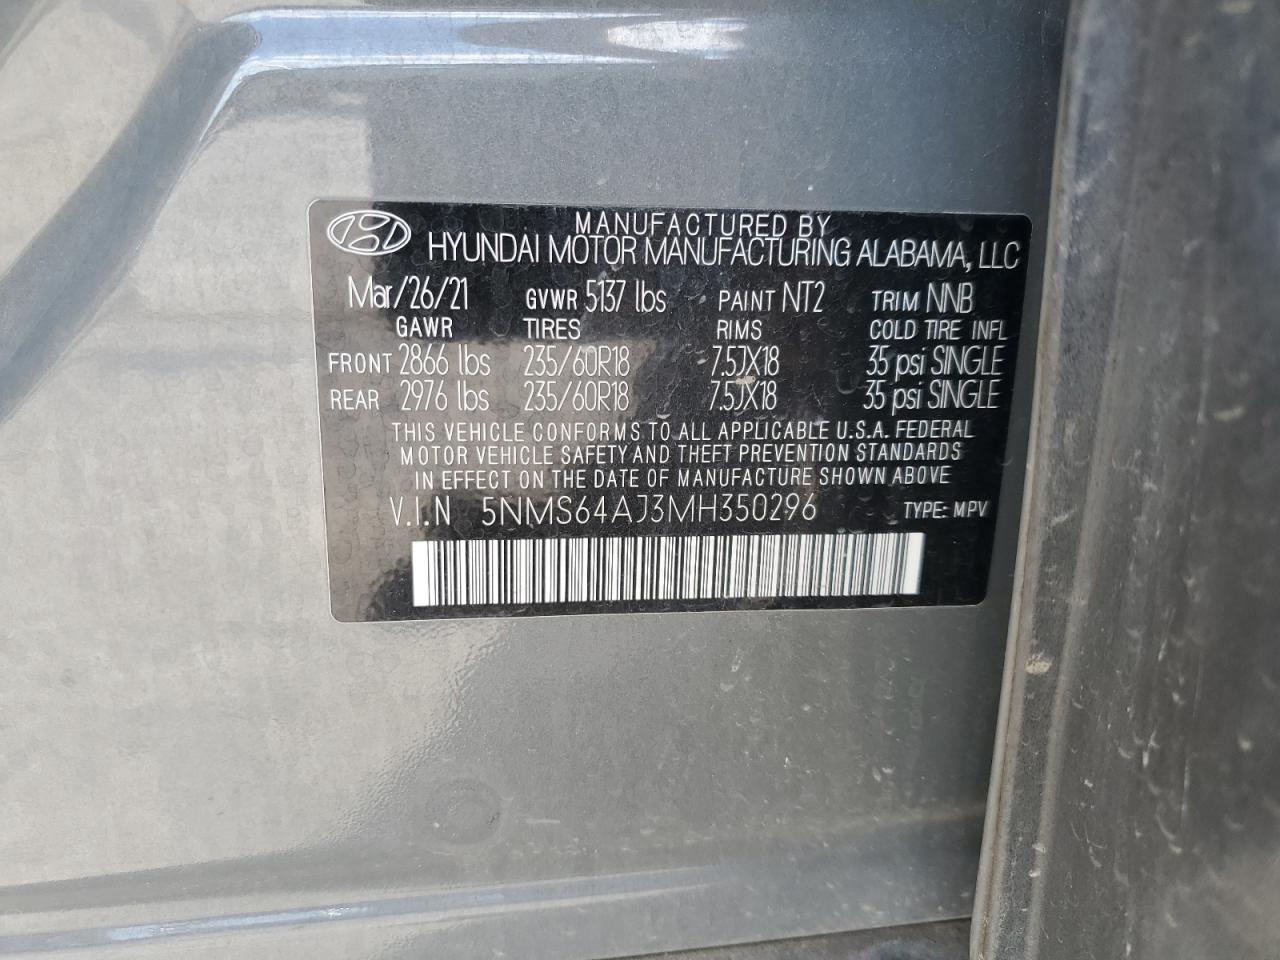 MANUFACTURED BY
HYUNDAI MOTOR MANUFACTURING ALABAMA, LLC
Mar/26/21 GVWR 5137 lbs PAINT NT2 TRIM NNB
GAWR TIRES RIMS COLD TIRE INFL
FRONT 2866 lbs 235/60R18 7.5JX18 35 psi SINGLE
REAR 2976 lbs 235/60R18 7.5JX18 35 psi SINGLE
THIS VEHICLE CONFORMS TO ALL APPLICABLE U.S.A. FEDERAL
MOTOR VEHICLE SAFETY AND THEFT PREVENTION STANDARDS
IN EFFECT ON THE DATE OF MANUFACTURE SHOWN ABOVE
V.I.N 5NMS64AJ3MH350296 TYPE: MPV